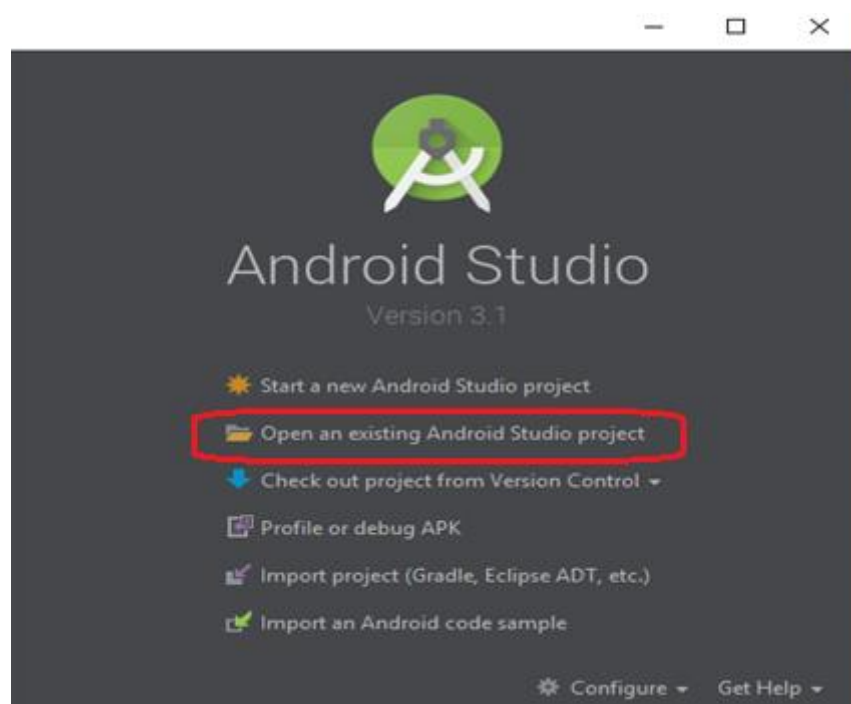 Android Studio
Version 3.1
Start a new Android Studio project
Open an existing Android Studio project
Check out project from Version Control
Profile or debug APK
Import project (Gradle, Eclipse ADT, etc.)
Import an Android code sample
Configure Get Help